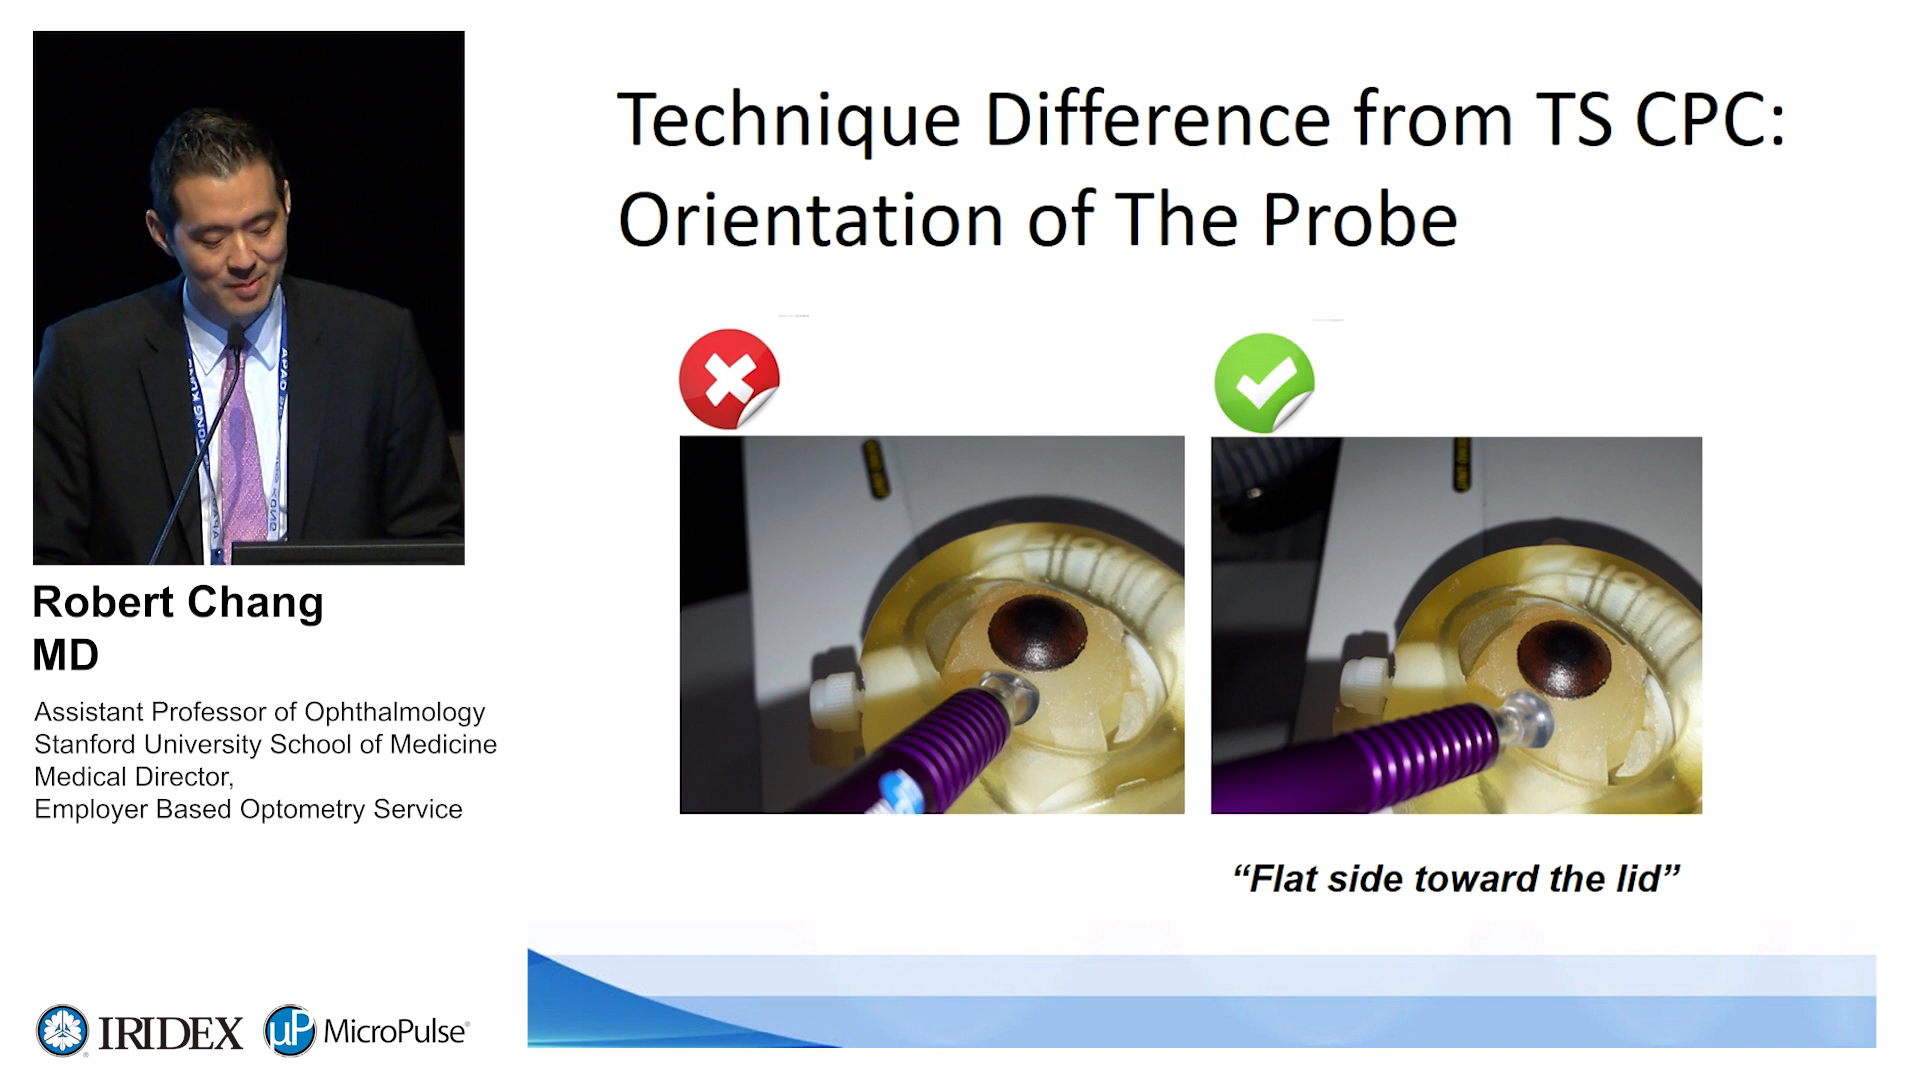 Technique Difference from TS CPC:
Orientation of The Probe
Robert Chang
MD
Assistant Professor of Ophthalmology
Stanford University School of Medicine
Medical Director,
Employer Based Optometry Service
“Flat side toward the lid”
IRIDEX
µP MicroPulse®